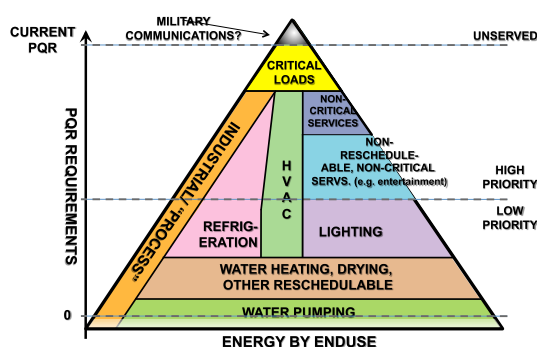 MILITARY
COMMUNICATIONS?
CURRENT
PQR
UNSERVED
CRITICAL
LOADS
NON-
CRITICAL
SERVICES
NON-
RESCHEDULE-
ABLE, NON-CRITICAL
SERVS. (e.g. entertainment)
HVAC
INDUSTRIAL/ "PROCESS"
PQR REQUIREMENTS
HIGH
PRIORITY
LOW
PRIORITY
REFRIG-
ERATION
LIGHTING
WATER HEATING, DRYING,
OTHER RESCHEDULABLE
WATER PUMPING
0
ENERGY BY ENDUSE